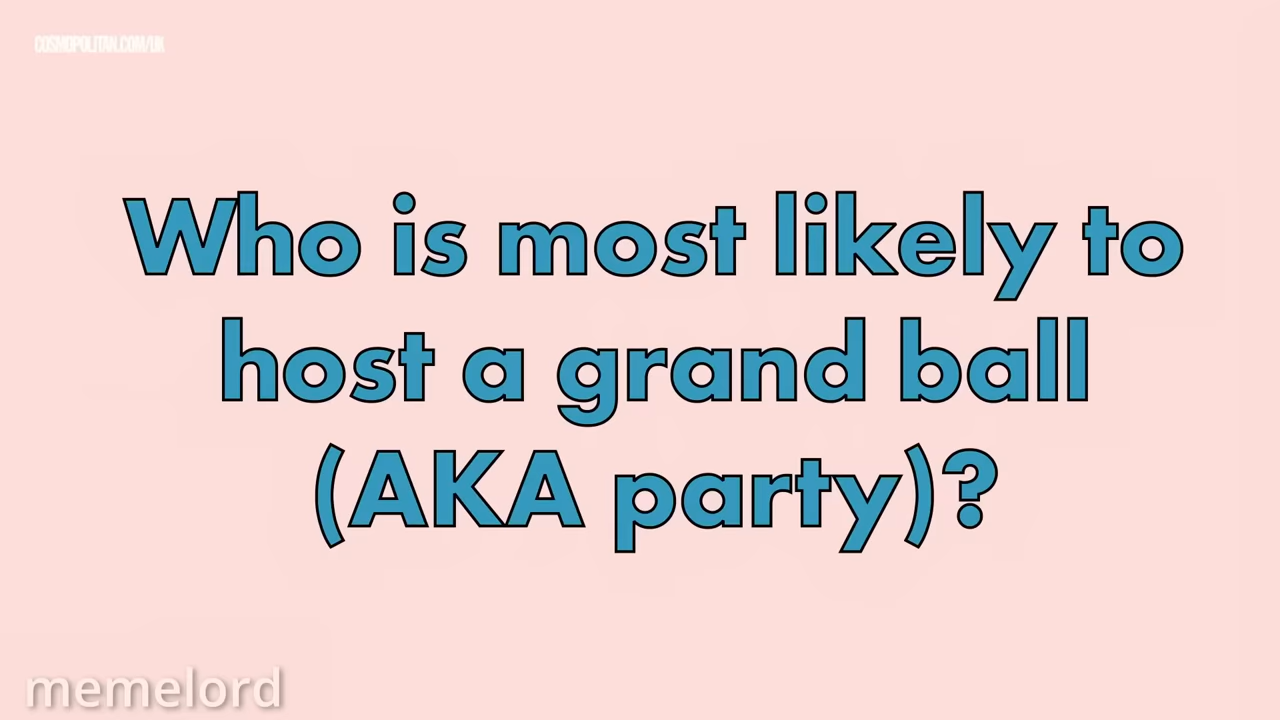 COSMOPOLITAN.COM/UK
Who is most likely to
host a grand ball
(AKA party)?
memelord